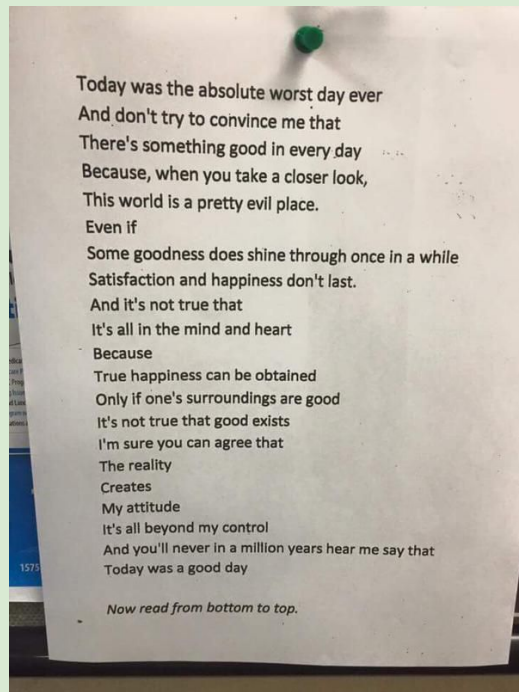 Today was the absolute worst day ever
And don't try to convince me that
There's something good in every day
Because, when you take a closer look,
This world is a pretty evil place.
Even if
Some goodness does shine through once in a while
Satisfaction and happiness don't last.
And it's not true that
It's all in the mind and heart
Because
True happiness can be obtained
Only if one's surroundings are good
It's not true that good exists
I'm sure you can agree that
The reality
Creates
My attitude
It's all beyond my control
And you'll never in a million years hear me say that
Today was a good day
Now read from bottom to top.
1575